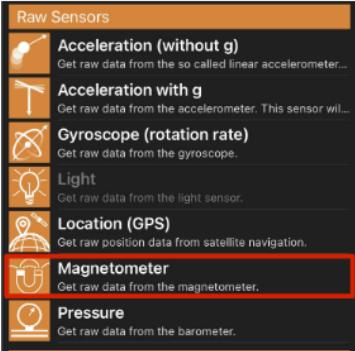 Raw Sensors
Acceleration (without g)
Get raw data from the so called linear accelerometer...
Acceleration with g
Get raw data from the accelerometer. This sensor wil...
Gyroscope (rotation rate)
Get raw data from the gyroscope.
Light
Get raw data from the light sensor.
Location (GPS)
Get raw position data from satellite navigation.
Magnetometer
Get raw data from the magnetometer.
Pressure
Get raw data from the barometer.